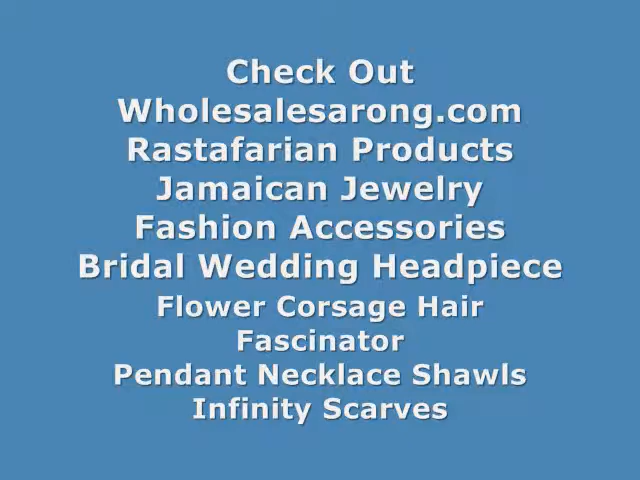 Check Out
Wholesalesarong.com
Rastafarian Products
Jamaican Jewelry
Fashion Accessories
Bridal Wedding Headpiece
Flower Corsage Hair
Fascinator
Pendant Necklace Shawls
Infinity Scarves